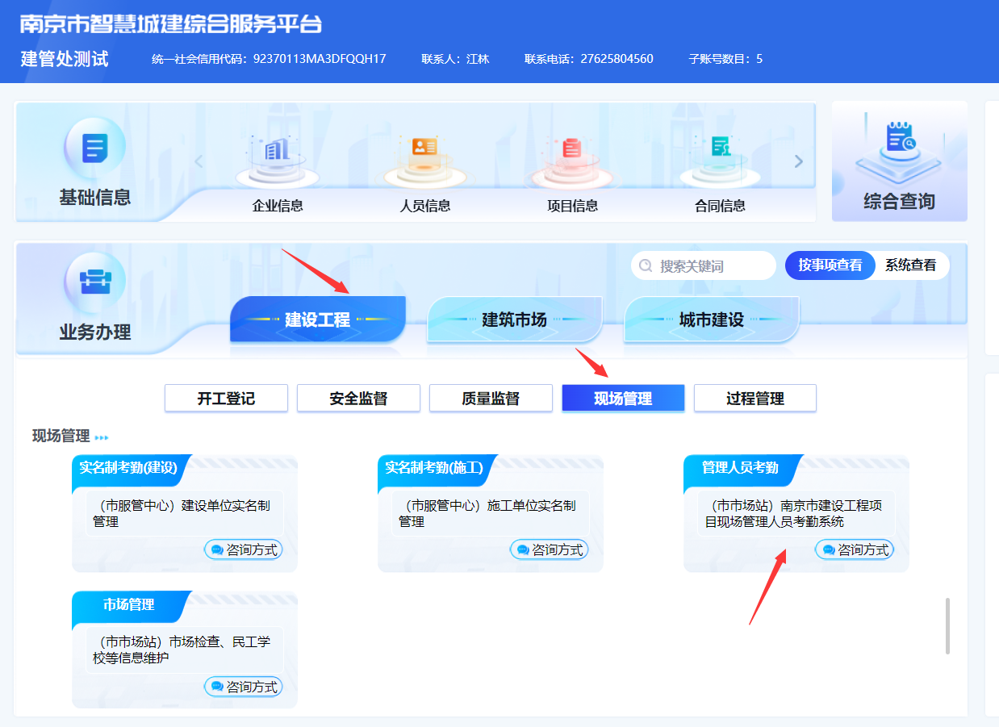 南京市智慧城建综合服务平台
建管处测试
统一社会信用代码：92370113MA3DFQQH17
联系人：江林
联系电话：27625804560
子账号数目：5
基础信息
企业信息
人员信息
项目信息
合同信息
综合查询
业务办理
搜索关键词
按事项查看
系统查看
建设工程
建筑市场
城市建设
开工登记
安全监督
质量监督
现场管理
过程管理
现场管理
实名制考勤(建设)
（市服管中心）建设单位实名制
管理
咨询方式
实名制考勤(施工)
（市服管中心）施工单位实名制
管理
咨询方式
管理人员考勤
（市市场站）南京市建设工程项
目现场管理人员考勤系统
咨询方式
市场管理
（市市场站）市场检查、民工学
校等信息维护
咨询方式